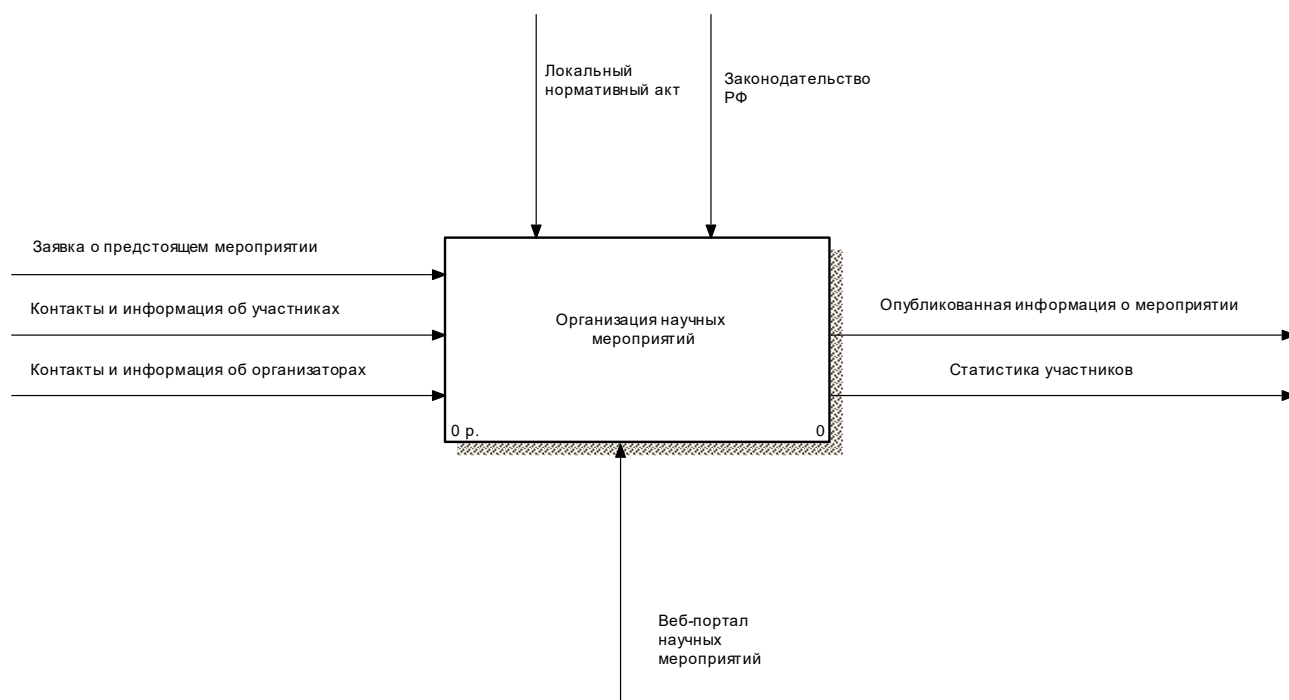 Локальный
нормативный акт
Законодательство
РФ
Заявка о предстоящем мероприятии
Контакты и информация об участниках
Контакты и информация об организаторах
Организация научных
мероприятий
0 р.
0
Опубликованная информация о мероприятии
Статистика участников
Веб-портал
научных
мероприятий